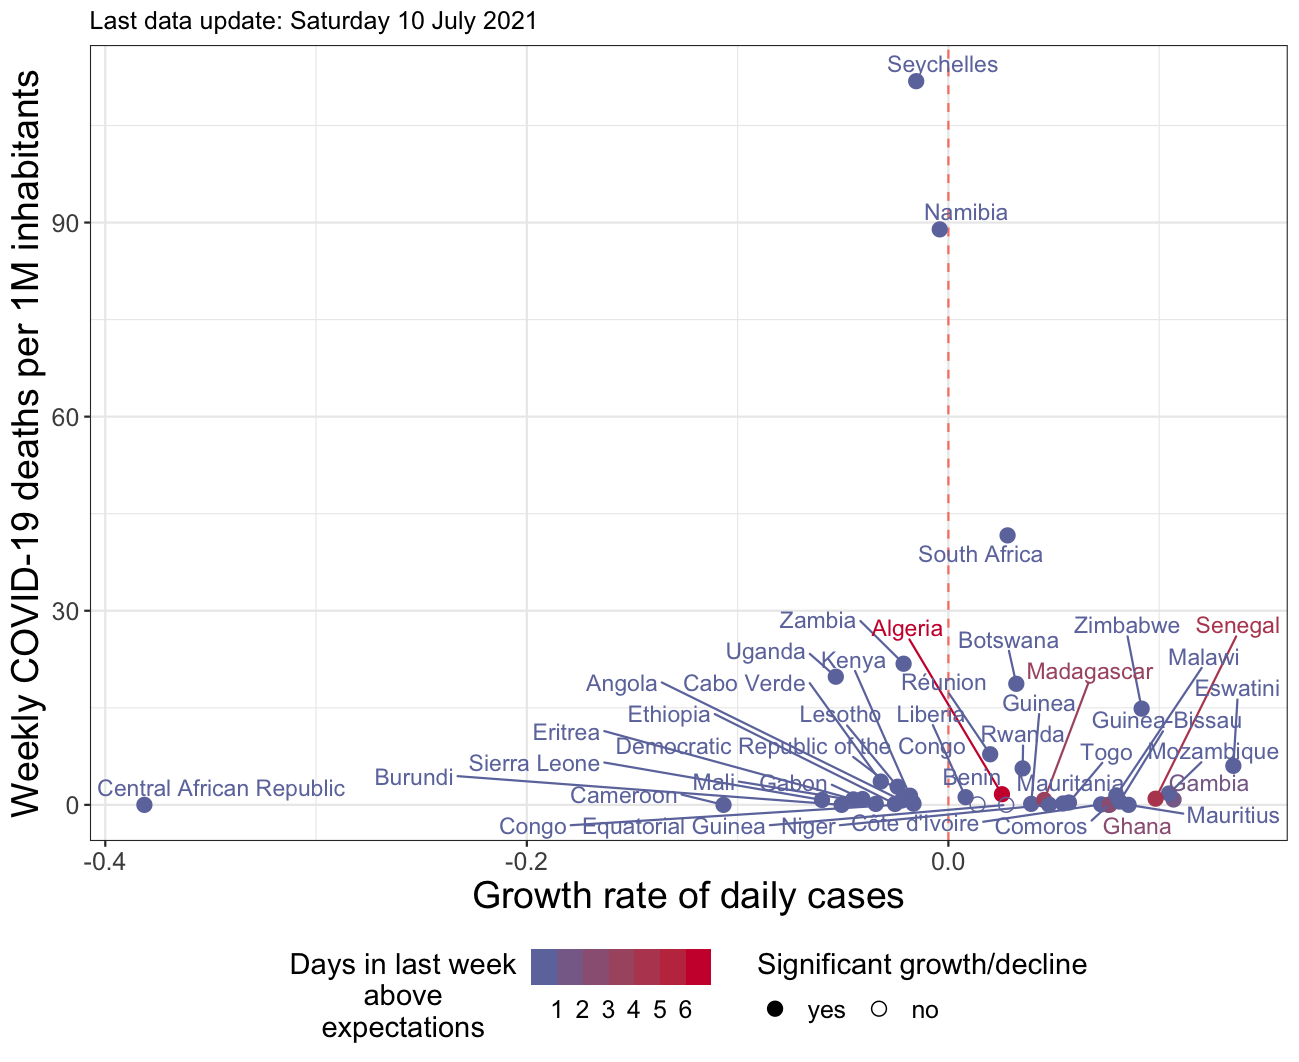 Last data update: Saturday 10 July 2021
Weekly COVID-19 deaths per 1M inhabitants
90
60
30
0
Seychelles
Namibia
South Africa
Zambia
Algeria
Zimbabwe
Senegal
Botswana
Uganda
Kenya
Malawi
Madagascar
Angola
Cabo Verde
Réunion
Eswatini
Guinea
Ethiopia
Lesotho
Liberia
Guinea-Bissau
Eritrea
Rwanda
Democratic Republic of the Congo
Togo
Mozambique
Sierra Leone
Burundi
Benin
Mali
Gabon
Mauritania
Gambia
Central African Republic
Cameroon
Mauritius
Congo
Equatorial Guinea
Niger
Côte d'Ivoire
Comoros
Ghana
-0.4
-0.2
0.0
Growth rate of daily cases
Days in last week
above
expectations
1 2 3 4 5 6
Significant growth/decline
yes
no